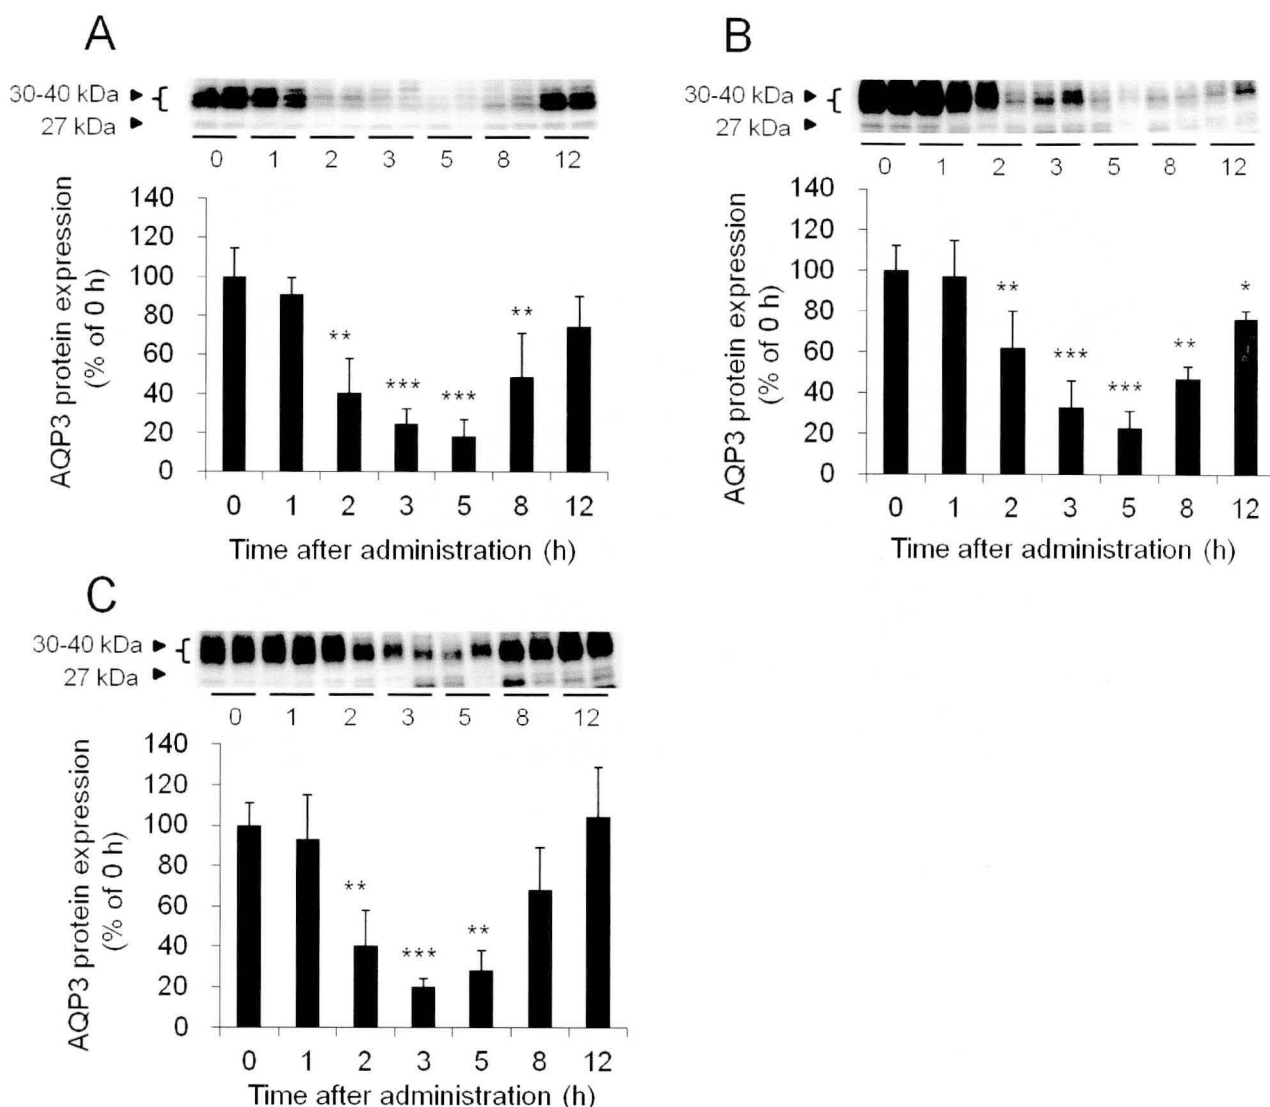 A
30-40 kDa
27 kDa
0 1 2 3 5 8 12
AQP3 protein expression
(% of 0 h)
140
120
100
80
60
40
20
0
** *** *** **
0 1 2 3 5 8 12
Time after administration (h)
B
30-40 kDa
27 kDa
0 1 2 3 5 8 12
AQP3 protein expression
(% of 0 h)
140
120
100
80
60
40
20
0
** *** *** ** *
0 1 2 3 5 8 12
Time after administration (h)
C
30-40 kDa
27 kDa
0 1 2 3 5 8 12
AQP3 protein expression
(% of 0 h)
140
120
100
80
60
40
20
0
** *** **
0 1 2 3 5 8 12
Time after administration (h)